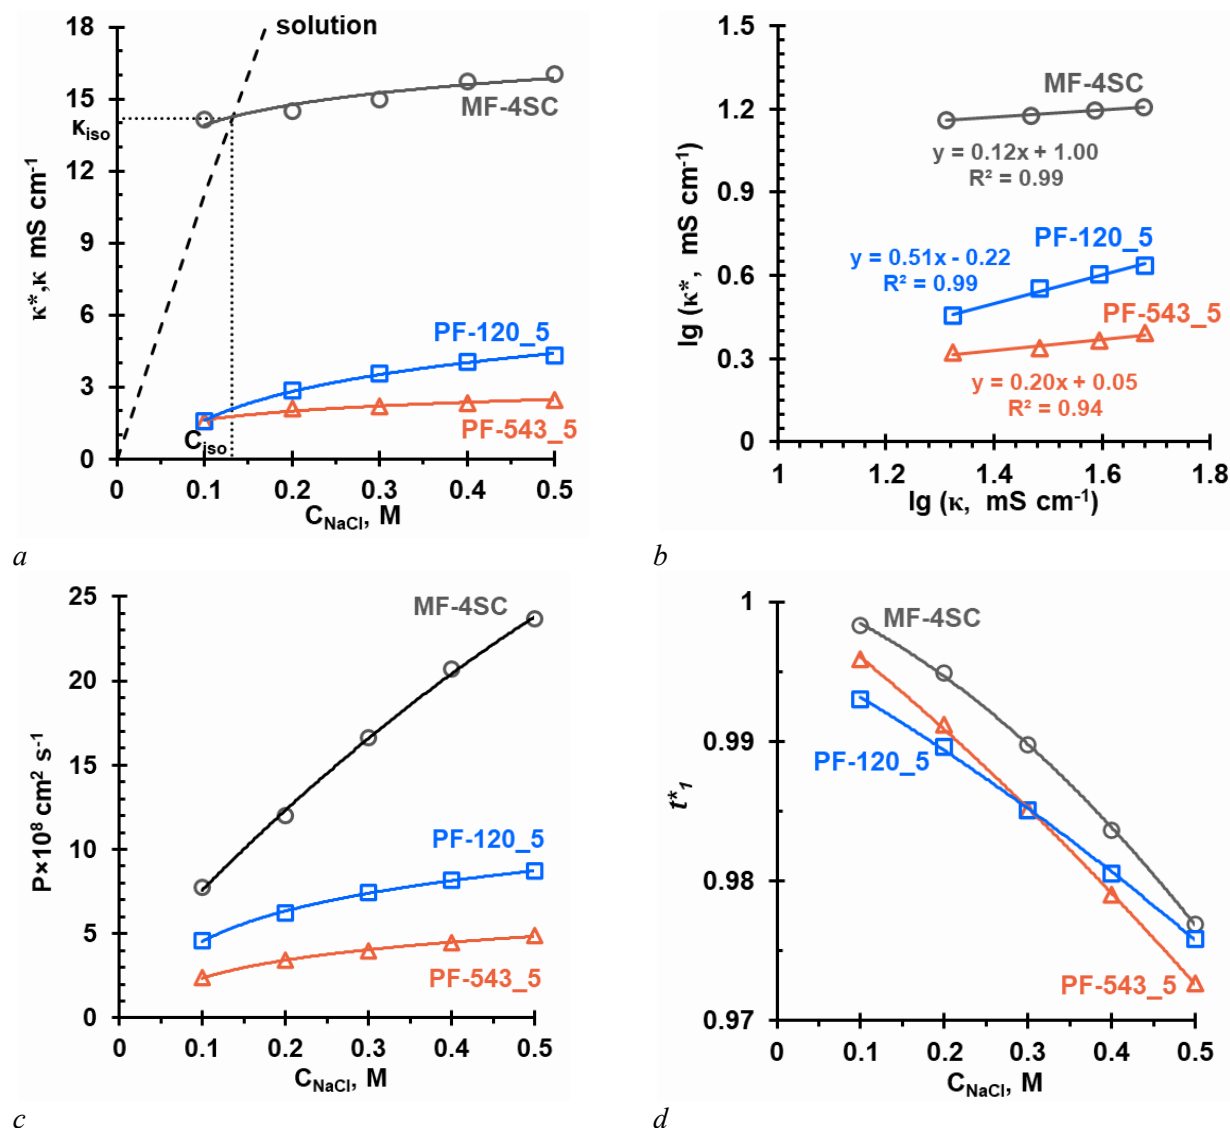 κ*,κ mS cm⁻¹
18
15
12
9
6
3
0
κiso
Ciso
solution
MF-4SC
PF-120_5
PF-543_5
0 0.1 0.2 0.3 0.4 0.5
CNaCl, M
a
lg (κ*, mS cm⁻¹)
1.5
1.2
0.9
0.6
0.3
0
MF-4SC
y = 0.12x + 1.00
R² = 0.99
PF-120_5
y = 0.51x - 0.22
R² = 0.99
PF-543_5
y = 0.20x + 0.05
R² = 0.94
1 1.2 1.4 1.6 1.8
lg (κ, mS cm⁻¹)
b
P×10⁸ cm² s⁻¹
25
20
15
10
5
0
MF-4SC
PF-120_5
PF-543_5
0 0.1 0.2 0.3 0.4 0.5
CNaCl, M
c
t*1
1
0.99
0.98
0.97
MF-4SC
PF-120_5
PF-543_5
0 0.1 0.2 0.3 0.4 0.5
CNaCl, M
d